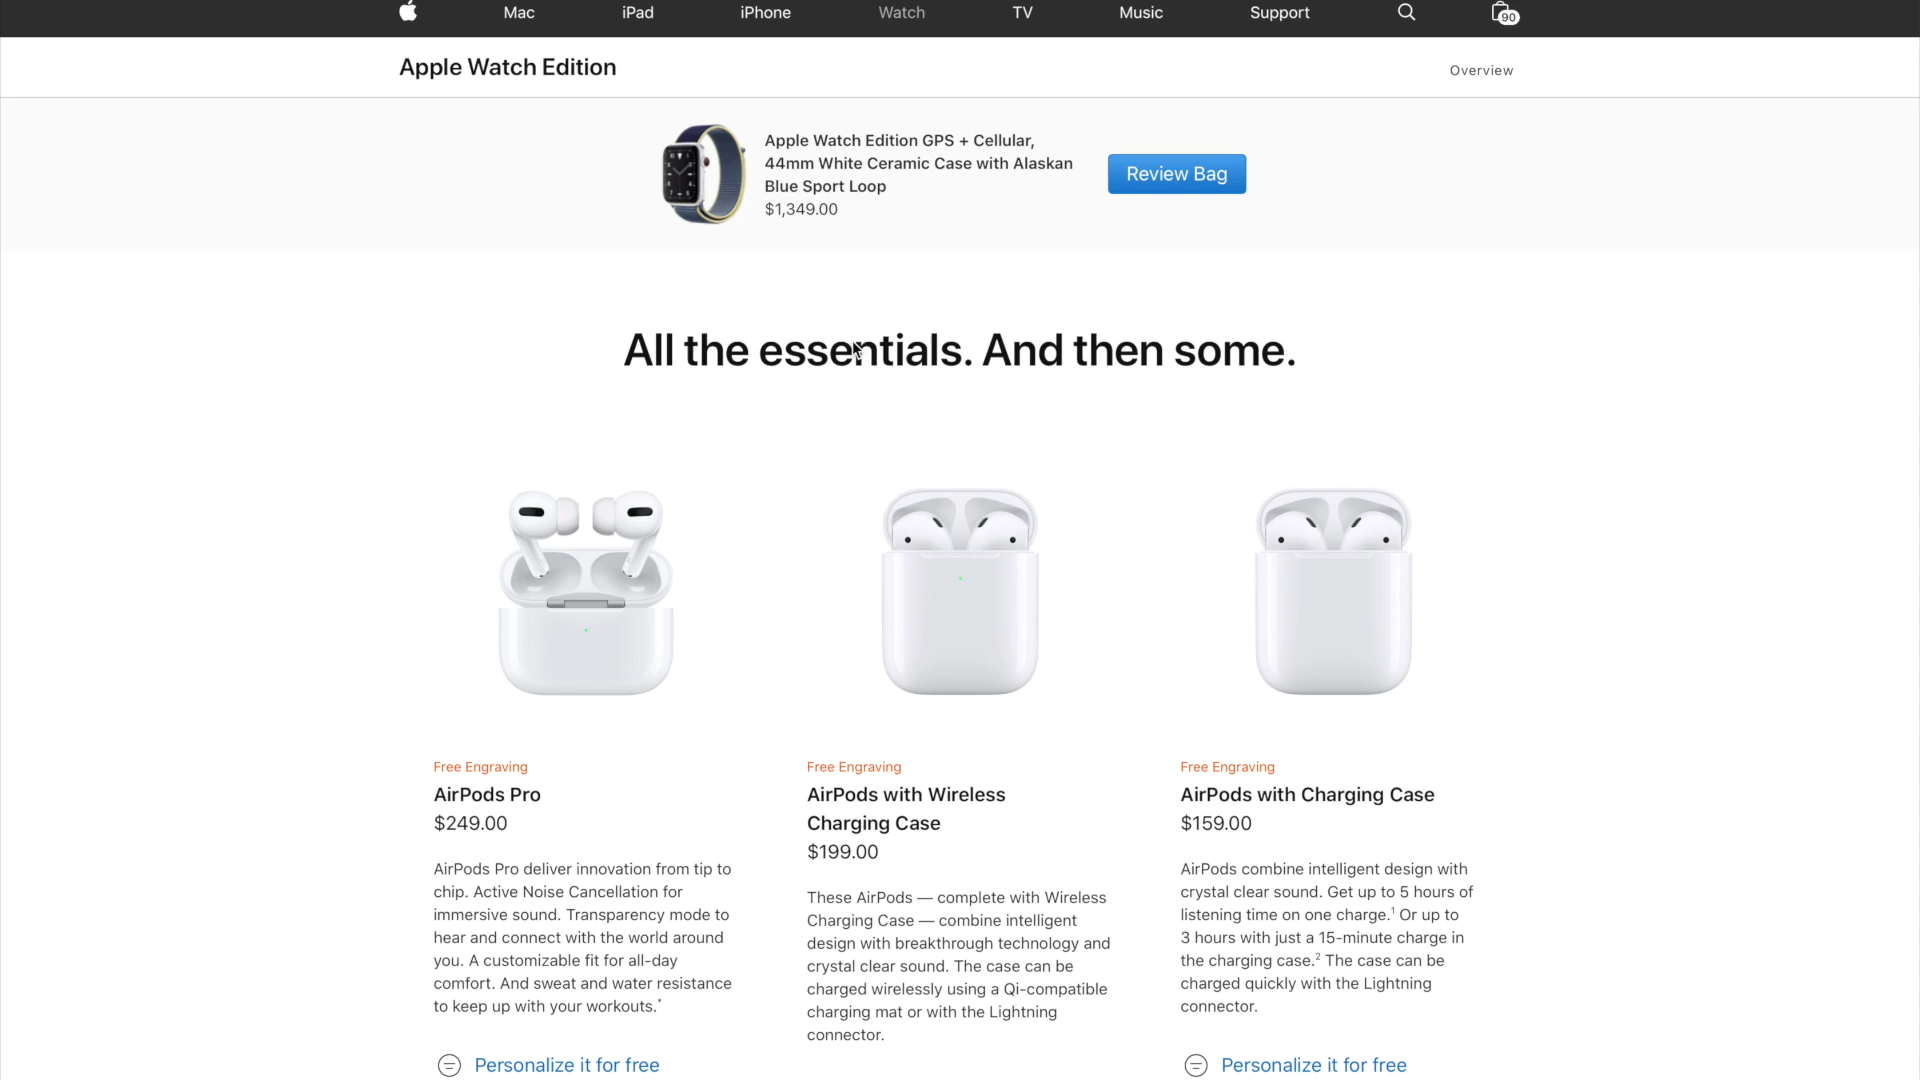 Mac iPad iPhone Watch TV Music Support 90
Apple Watch Edition
Overview
Apple Watch Edition GPS + Cellular,
44mm White Ceramic Case with Alaskan
Blue Sport Loop
$1,349.00
Review Bag
All the essentials. And then some.
Free Engraving
AirPods Pro
$249.00
AirPods Pro deliver innovation from tip to
chip. Active Noise Cancellation for
immersive sound. Transparency mode to
hear and connect with the world around
you. A customizable fit for all-day
comfort. And sweat and water resistance
to keep up with your workouts.*
Personalize it for free
Free Engraving
AirPods with Wireless
Charging Case
$199.00
These AirPods — complete with Wireless
Charging Case — combine intelligent
design with breakthrough technology and
crystal clear sound. The case can be
charged wirelessly using a Qi-compatible
charging mat or with the Lightning
connector.
Free Engraving
AirPods with Charging Case
$159.00
AirPods combine intelligent design with
crystal clear sound. Get up to 5 hours of
listening time on one charge.¹ Or up to
3 hours with just a 15-minute charge in
the charging case.² The case can be
charged quickly with the Lightning
connector.
Personalize it for free